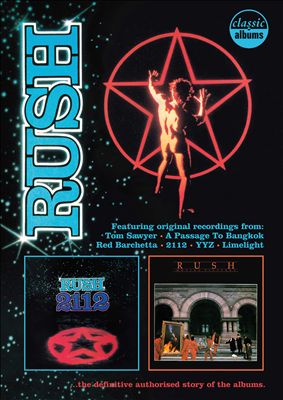 classic
albums
RUSH
Featuring original recordings from:
Tom Sawyer · A Passage To Bangkok
Red Barchetta · 2112 · YYZ · Limelight
RUSH
2112
RUSH
...the definitive authorised story of the albums.